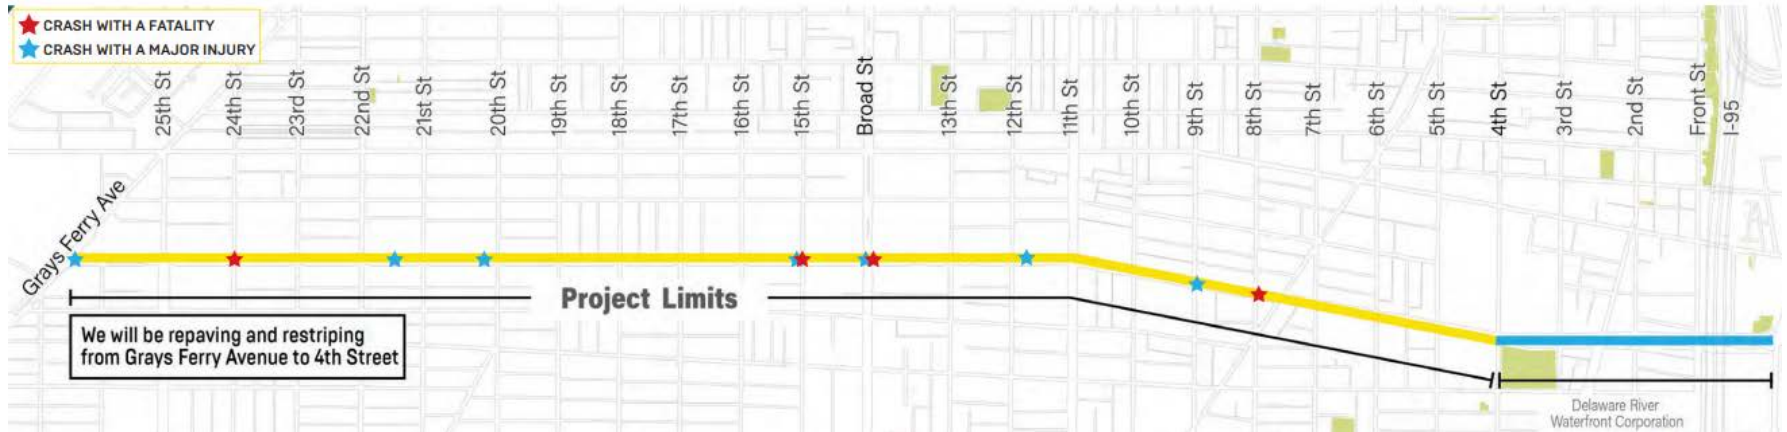 CRASH WITH A FATALITY
CRASH WITH A MAJOR INJURY
25th St
24th St
23rd St
22nd St
21st St
20th St
19th St
18th St
17th St
16th St
15th St
Broad St
13th St
12th St
11th St
10th St
9th St
8th St
7th St
6th St
5th St
4th St
3rd St
2nd St
Front St
I-95
Grays Ferry Ave
Project Limits
We will be repaving and restriping
from Grays Ferry Avenue to 4th Street
Delaware River
Waterfront Corporation